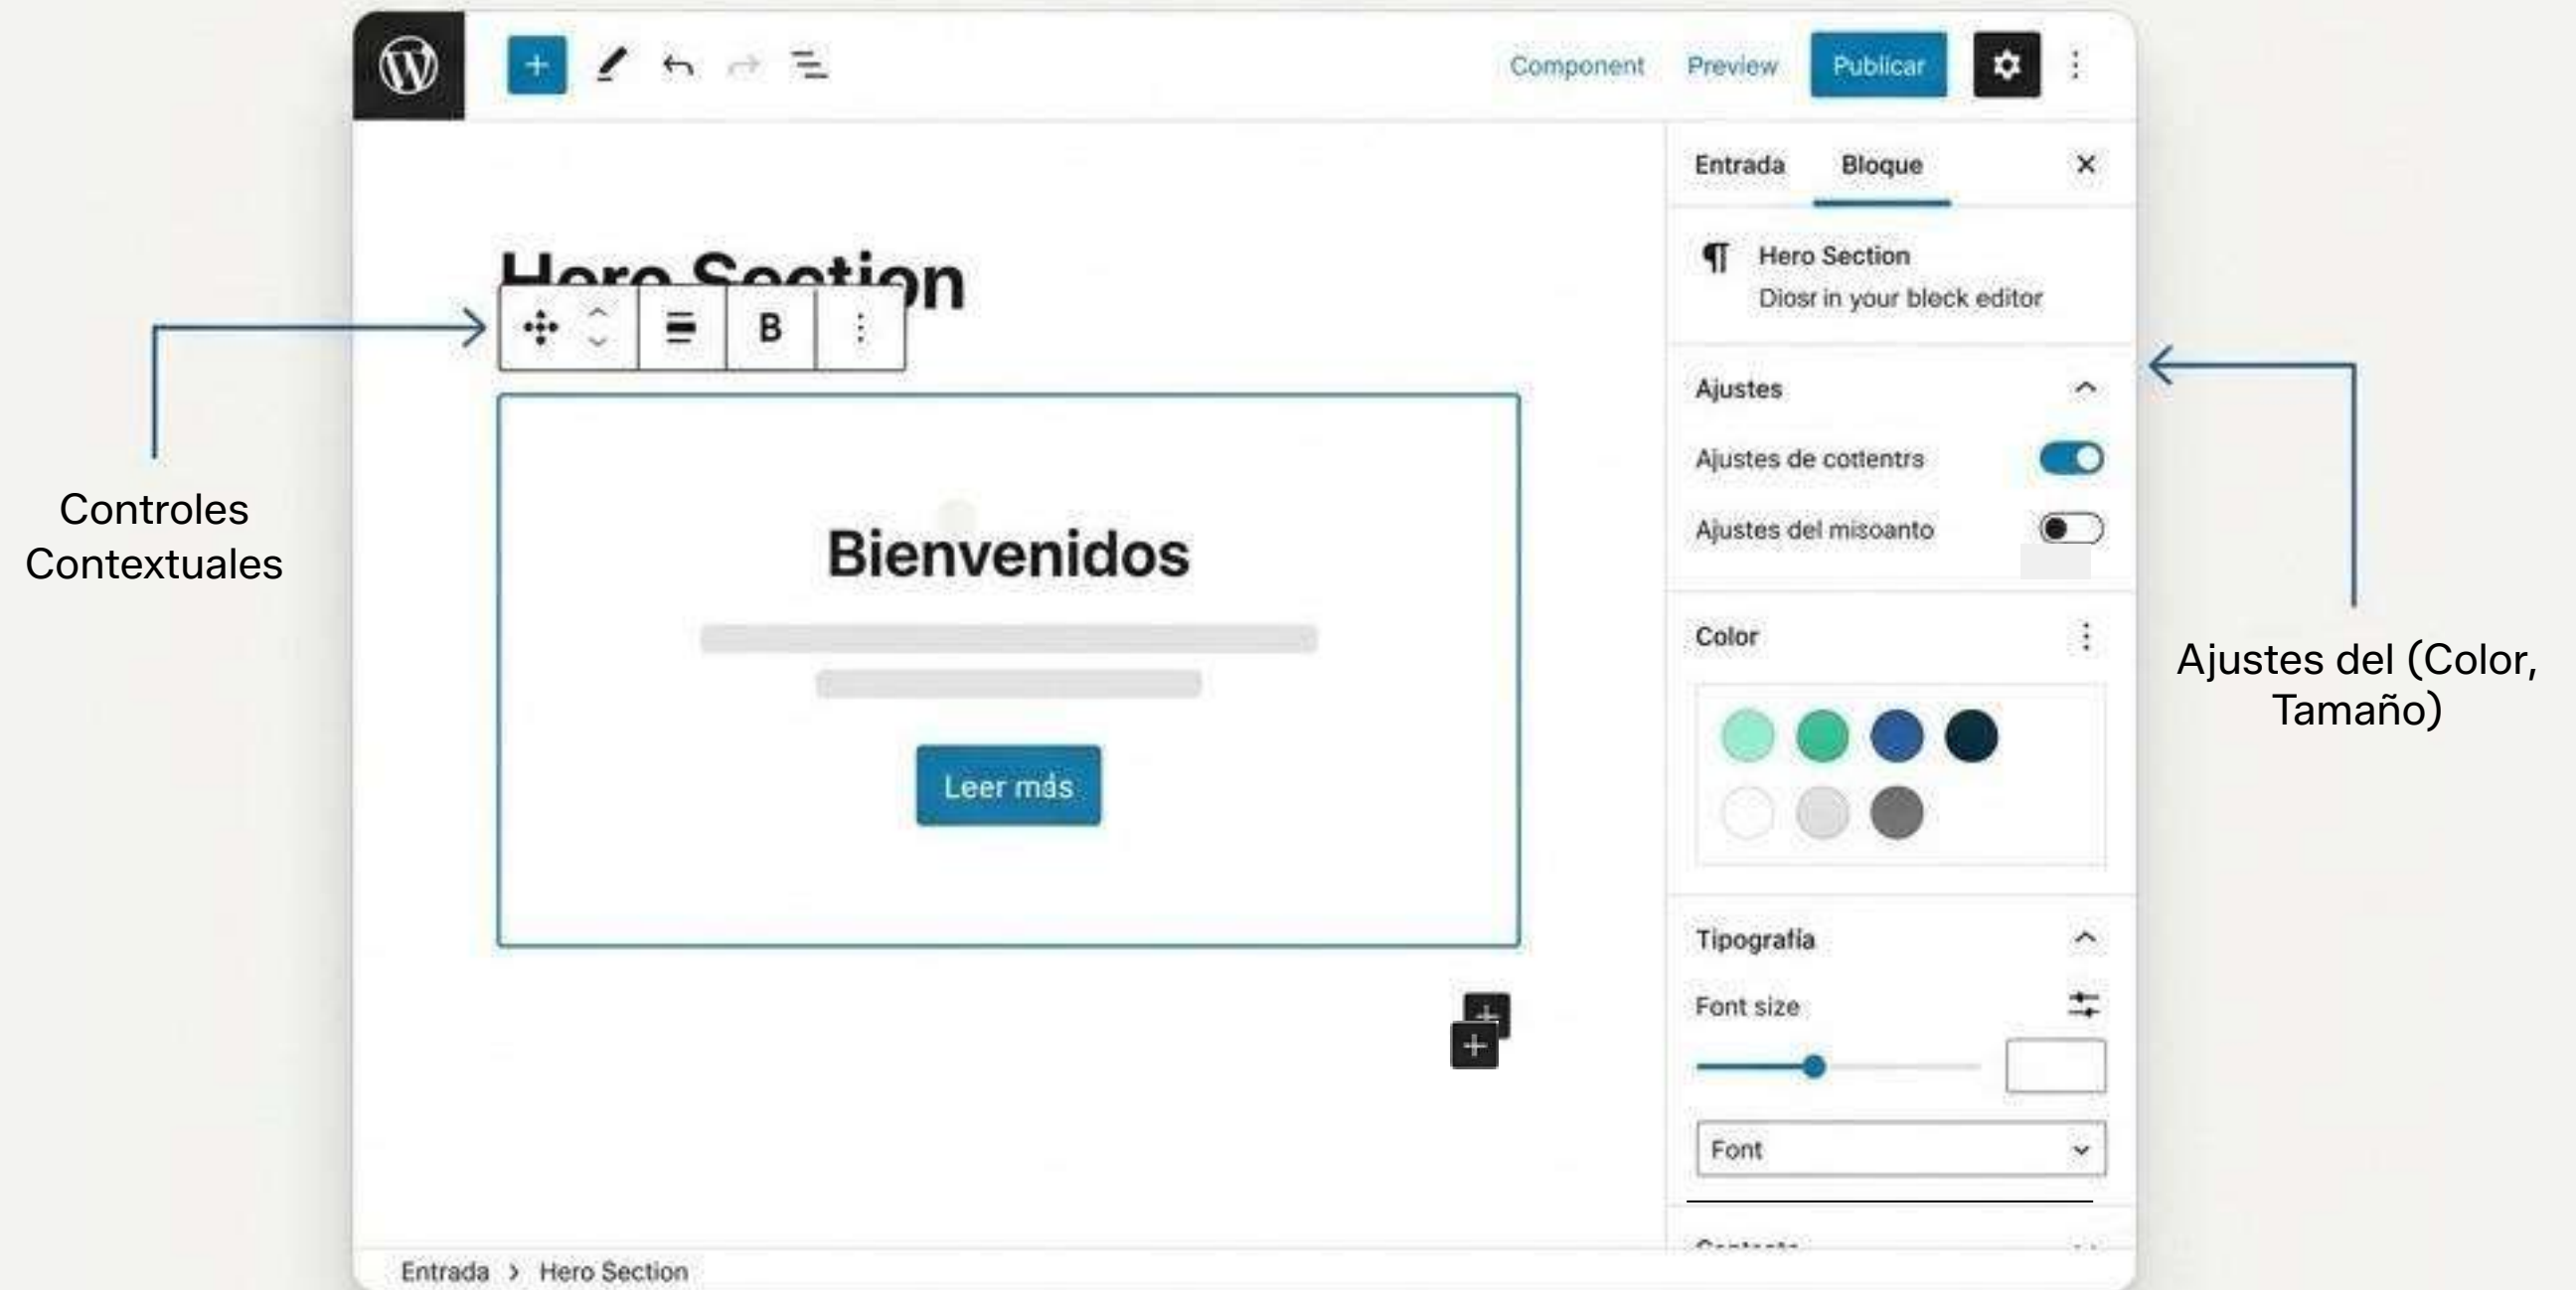 Component Preview Publicar
Entrada Bloque
Hero Section
Diosr in your bleck editor
Hero Section
B
Ajustes
Ajustes de cottentrs
Ajustes del misoanto
Controles
Contextuales
Bienvenidos
Leer más
Color
Ajustes del (Color,
Tamaño)
Tipografía
Font size
Font
Entrada > Hero Section